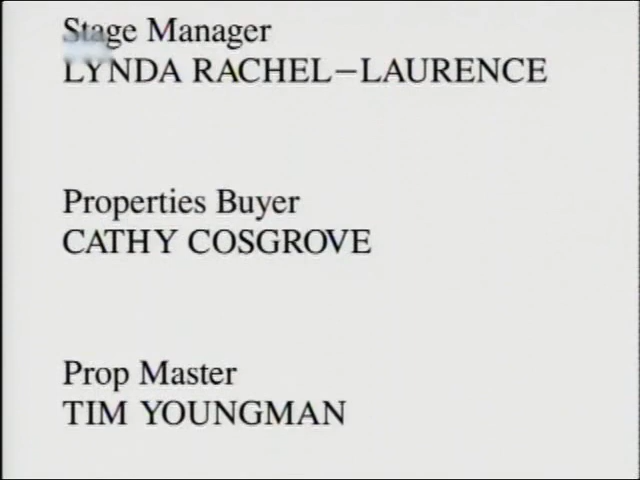 Stage Manager
LYNDA RACHEL–LAURENCE
Properties Buyer
CATHY COSGROVE
Prop Master
TIM YOUNGMAN